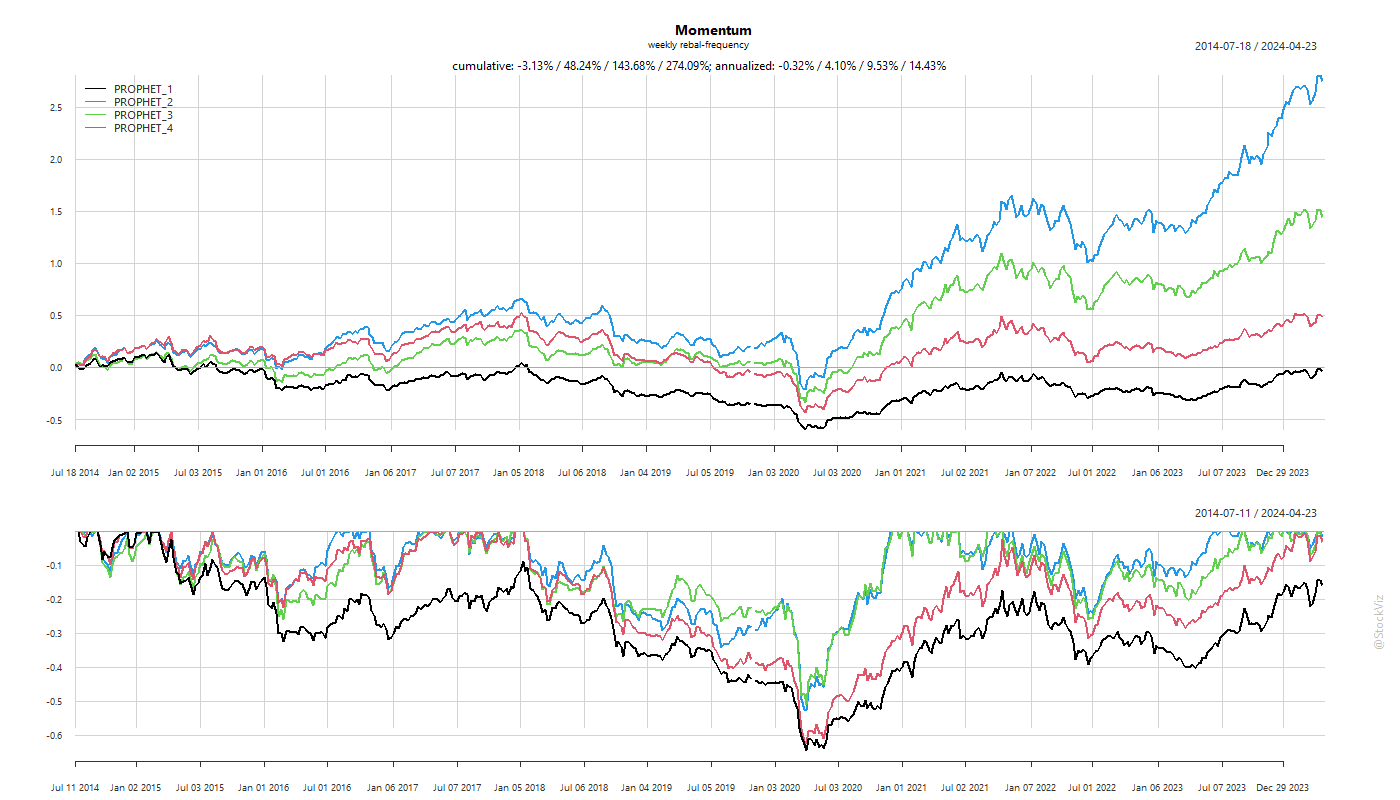 Momentum
weekly rebal-frequency
2014-07-18 / 2024-04-23
cumulative: -3.13% / 48.24% / 143.68% / 274.09%; annualized: -0.32% / 4.10% / 9.53% / 14.43%
PROPHET_1
PROPHET_2
PROPHET_3
PROPHET_4
2.5
2.0
1.5
1.0
0.5
0.0
-0.5
Jul 18 2014 Jan 02 2015 Jul 03 2015 Jan 01 2016 Jul 01 2016 Jan 06 2017 Jul 07 2017 Jan 05 2018 Jul 06 2018 Jan 04 2019 Jul 05 2019 Jan 03 2020 Jul 03 2020 Jan 01 2021 Jul 02 2021 Jan 07 2022 Jul 01 2022 Jan 06 2023 Jul 07 2023 Dec 29 2023
2014-07-11 / 2024-04-23
-0.1
-0.2
-0.3
-0.4
-0.5
-0.6
Jul 11 2014 Jan 02 2015 Jul 03 2015 Jan 01 2016 Jul 01 2016 Jan 06 2017 Jul 07 2017 Jan 05 2018 Jul 06 2018 Jan 04 2019 Jul 05 2019 Jan 03 2020 Jul 03 2020 Jan 01 2021 Jul 02 2021 Jan 07 2022 Jul 01 2022 Jan 06 2023 Jul 07 2023 Dec 29 2023
@StockViz